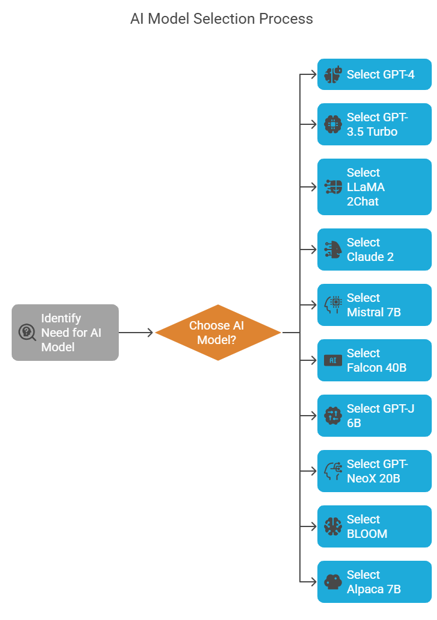 AI Model Selection Process
Select GPT-4
Select GPT-
3.5 Turbo
Select
LLaMA
2Chat
Select
Claude 2
Identify
Need for AI
Model
Choose AI
Model?
Select
Mistral 7B
Select
Falcon 40B
Select GPT-J
6B
Select GPT-
NeoX 20B
Select
BLOOM
Select
Alpaca 7B